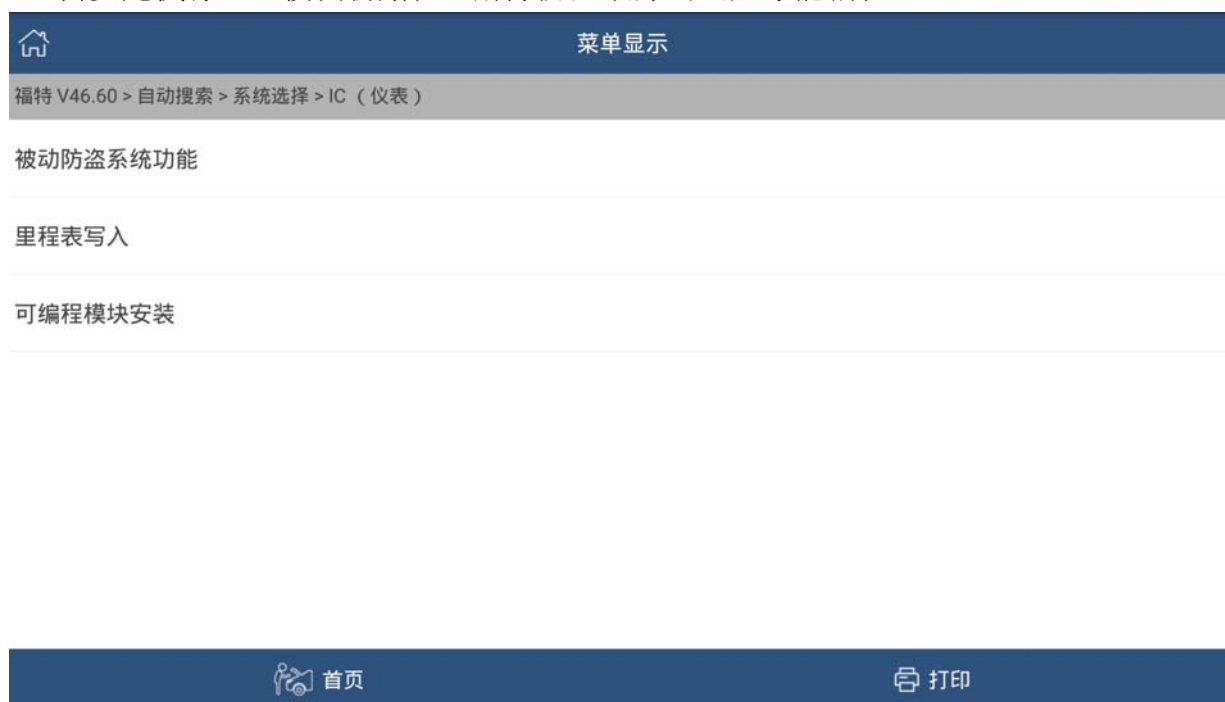 菜单显示
福特 V46.60 > 自动搜索 > 系统选择 > IC （仪表）
被动防盗系统功能
里程表写入
可编程模块安装
首页
打印